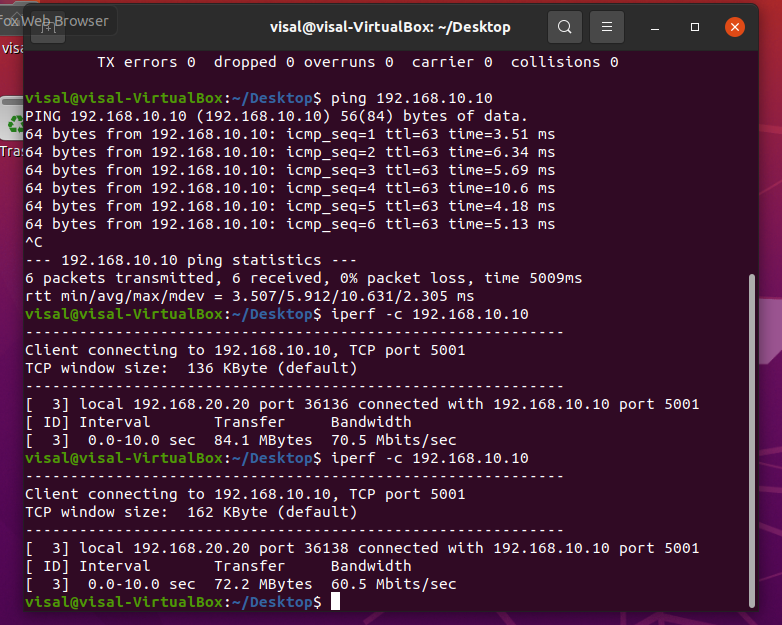 Web Browser
visal@visal-VirtualBox: ~/Desktop
visa
Tras
TX errors 0  dropped 0 overruns 0  carrier 0  collisions 0
visal@visal-VirtualBox:~/Desktop$ ping 192.168.10.10
PING 192.168.10.10 (192.168.10.10) 56(84) bytes of data.
64 bytes from 192.168.10.10: icmp_seq=1 ttl=63 time=3.51 ms
64 bytes from 192.168.10.10: icmp_seq=2 ttl=63 time=6.34 ms
64 bytes from 192.168.10.10: icmp_seq=3 ttl=63 time=5.69 ms
64 bytes from 192.168.10.10: icmp_seq=4 ttl=63 time=10.6 ms
64 bytes from 192.168.10.10: icmp_seq=5 ttl=63 time=4.18 ms
64 bytes from 192.168.10.10: icmp_seq=6 ttl=63 time=5.13 ms
^C
--- 192.168.10.10 ping statistics ---
6 packets transmitted, 6 received, 0% packet loss, time 5009ms
rtt min/avg/max/mdev = 3.507/5.912/10.631/2.305 ms
visal@visal-VirtualBox:~/Desktop$ iperf -c 192.168.10.10
------------------------------------------------------------
Client connecting to 192.168.10.10, TCP port 5001
TCP window size:  136 KByte (default)
------------------------------------------------------------
[  3] local 192.168.20.20 port 36136 connected with 192.168.10.10 port 5001
[ ID] Interval       Transfer     Bandwidth
[  3]  0.0-10.0 sec  84.1 MBytes  70.5 Mbits/sec
visal@visal-VirtualBox:~/Desktop$ iperf -c 192.168.10.10
------------------------------------------------------------
Client connecting to 192.168.10.10, TCP port 5001
TCP window size:  162 KByte (default)
------------------------------------------------------------
[  3] local 192.168.20.20 port 36138 connected with 192.168.10.10 port 5001
[ ID] Interval       Transfer     Bandwidth
[  3]  0.0-10.0 sec  72.2 MBytes  60.5 Mbits/sec
visal@visal-VirtualBox:~/Desktop$